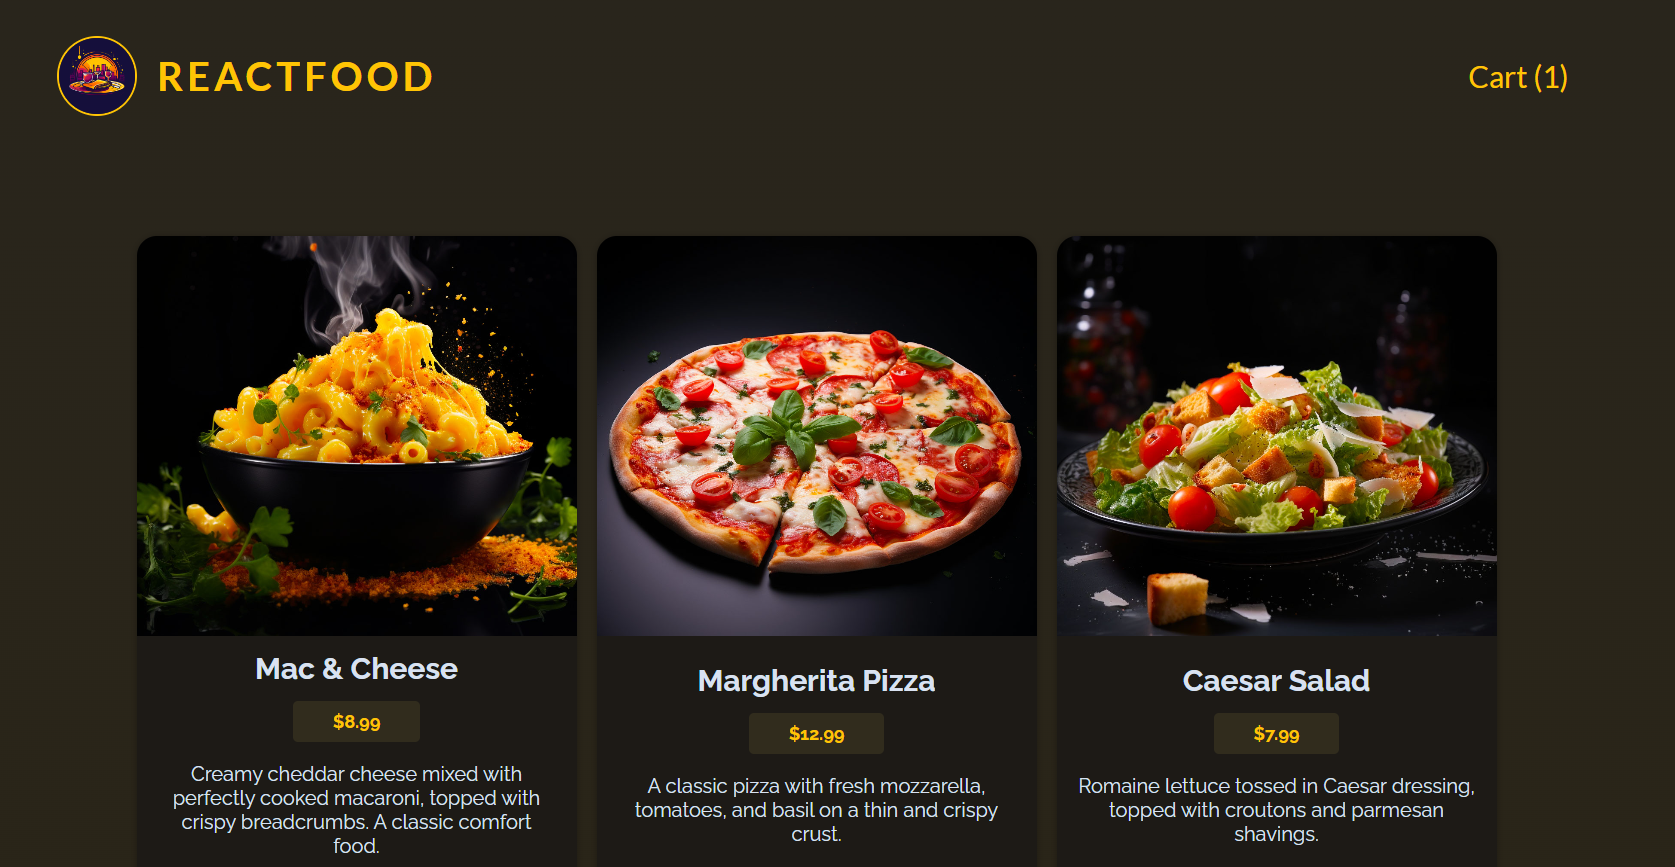 REACTFOOD
Cart (1)
Mac & Cheese
$8.99
Creamy cheddar cheese mixed with
perfectly cooked macaroni, topped with
crispy breadcrumbs. A classic comfort
food.
Margherita Pizza
$12.99
A classic pizza with fresh mozzarella,
tomatoes, and basil on a thin and crispy
crust.
Caesar Salad
$7.99
Romaine lettuce tossed in Caesar dressing,
topped with croutons and parmesan
shavings.